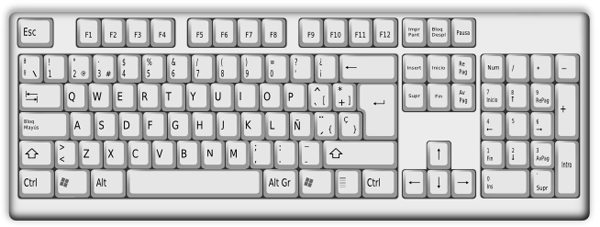 Esc F1 F2 F3 F4 F5 F6 F7 F8 F9 F10 F11 F12 Impr Pant Bloq Despl Pausa
! 1 " 2 @ · 3 # $ 4 % 5 & 6 / 7 ( 8 ) 9 = 0 ? ' ¿ ¡ ← Insert Inicio Re Pág Num / * −
Q W E R T Y U I O P ^ ` [ * + ] Supr Fin Av Pág 7 Inicio 8 ↑ 9 RePag +
Bloq Mayús A S D F G H J K L Ñ ¨ ´ { Ç } 4 ← 5 6 →
> < Z X C V B N M ; , : . _ - ↑ 1 Fin 2 ↓ 3 AvPag Intro
Ctrl Alt Alt Gr Ctrl ← ↓ → 0 Ins . Supr